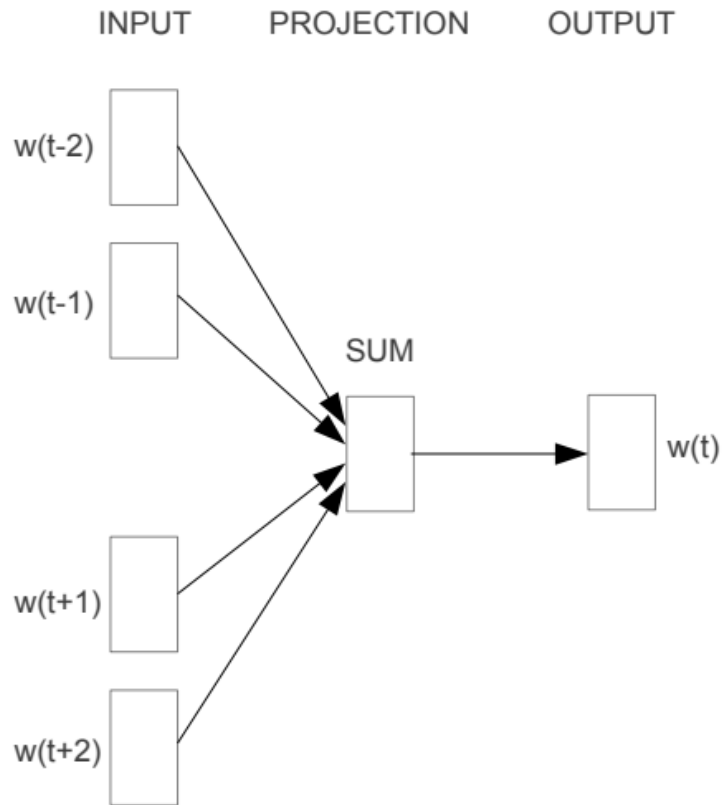 INPUT PROJECTION OUTPUT
w(t-2)
w(t-1)
SUM
w(t)
w(t+1)
w(t+2)